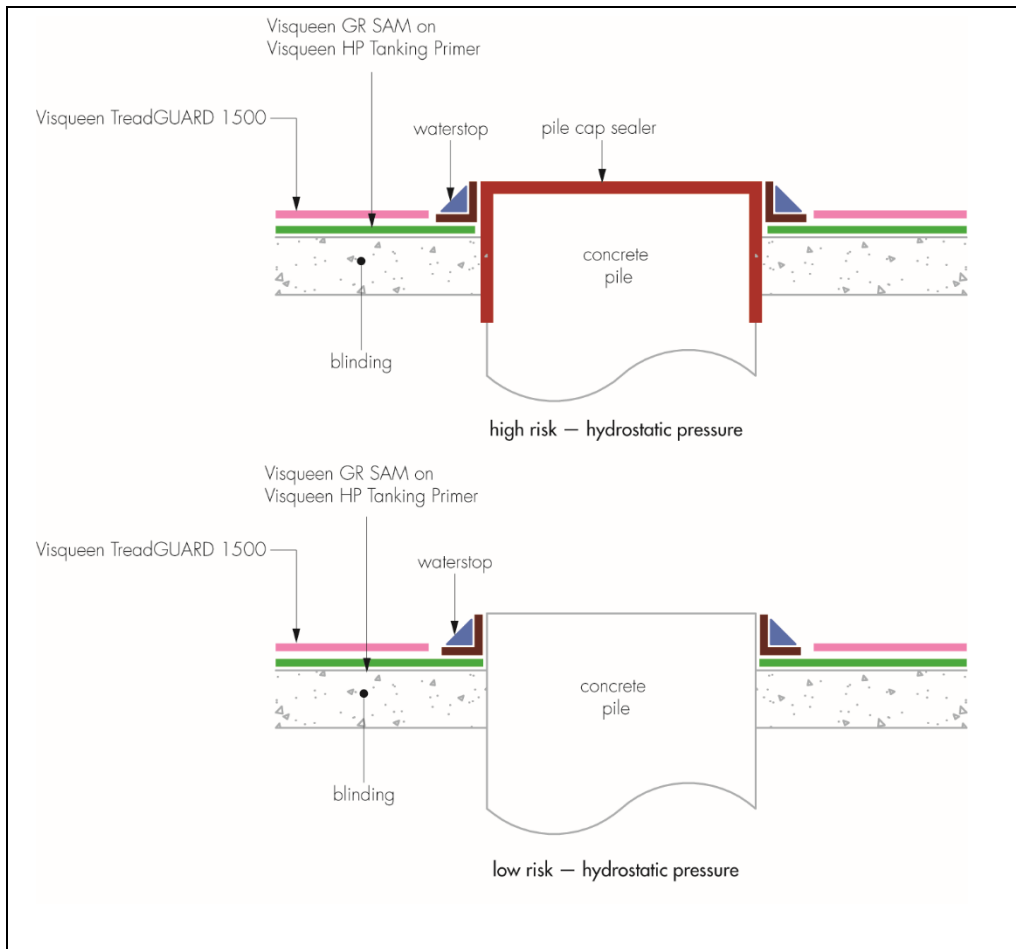 Visqueen GR SAM on
Visqueen HP Tanking Primer
Visqueen TreadGUARD 1500
waterstop
pile cap sealer
concrete
pile
blinding
high risk — hydrostatic pressure
Visqueen GR SAM on
Visqueen HP Tanking Primer
Visqueen TreadGUARD 1500
waterstop
concrete
pile
blinding
low risk — hydrostatic pressure